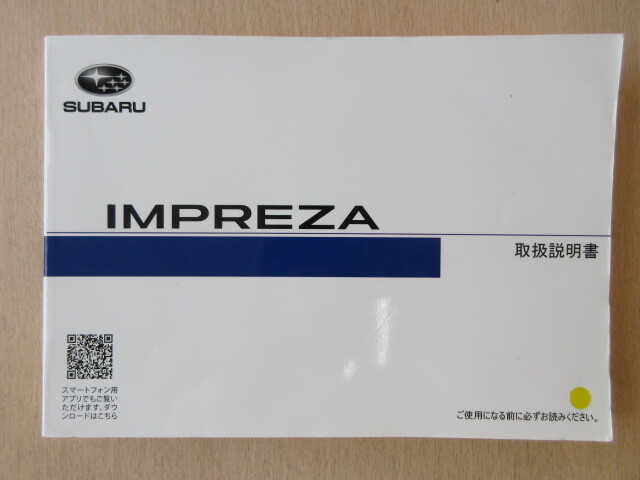 SUBARU
IMPREZA
取扱説明書
スマートフォン用
アプリでもご覧い
ただけます。ダウ
ンロードはこちら
ご使用になる前に必ずお読みください。